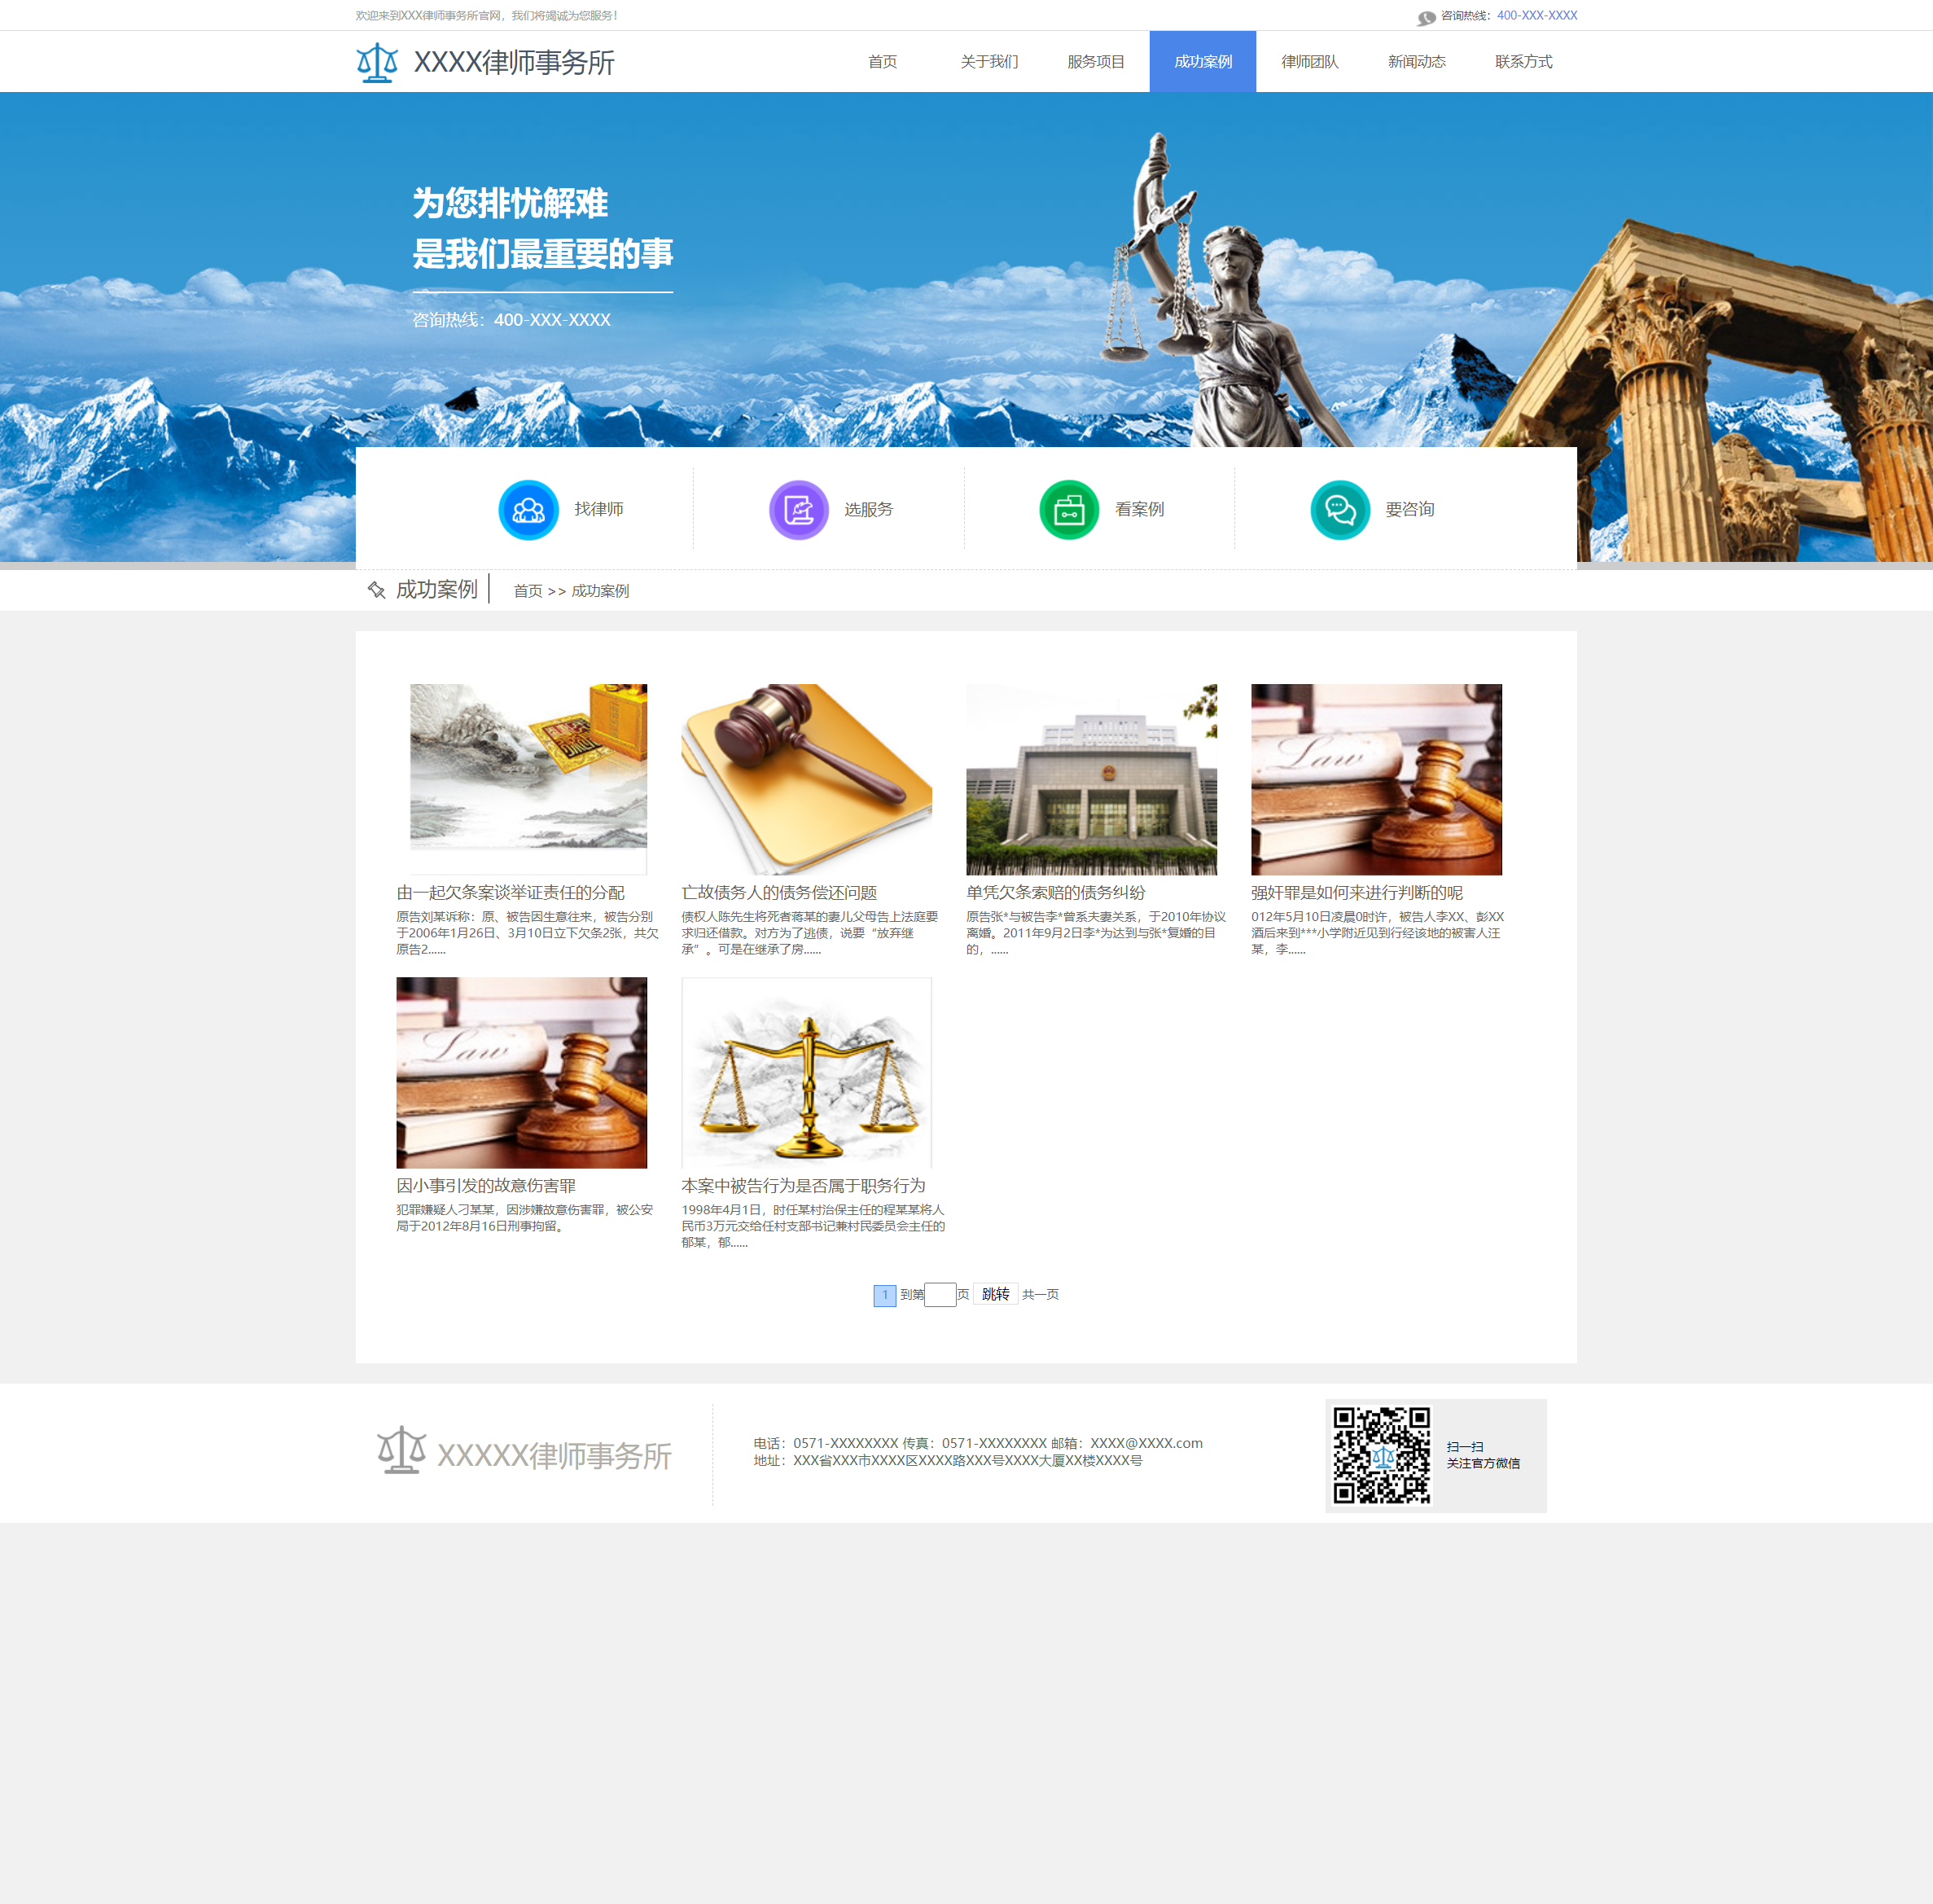 欢迎来到XXX律师事务所官网，我们将竭诚为您服务！
咨询热线：400-XXX-XXXX
XXXX律师事务所
首页
关于我们
服务项目
成功案例
律师团队
新闻动态
联系方式
为您排忧解难
是我们最重要的事
咨询热线：400-XXX-XXXX
找律师
选服务
看案例
要咨询
成功案例
首页 >> 成功案例
由一起欠条案谈举证责任的分配
原告刘某诉称：原、被告因生意往来，被告分别
于2006年1月26日、3月10日立下欠条2张，共欠
原告2......
亡故债务人的债务偿还问题
债权人陈先生将死者蒋某的妻儿父母告上法庭要
求归还借款。对方为了逃债，说要“放弃继
承”。可是在继承了房......
单凭欠条索赔的债务纠纷
原告张*与被告李*曾系夫妻关系，于2010年协议
离婚。2011年9月2日李*为达到与张*复婚的目
的，......
Law
强奸罪是如何来进行判断的呢
012年5月10日凌晨0时许，被告人李XX、彭XX
酒后来到***小学附近见到行经该地的被害人汪
某，李......
Law
因小事引发的故意伤害罪
犯罪嫌疑人刁某某，因涉嫌故意伤害罪，被公安
局于2012年8月16日刑事拘留。
本案中被告行为是否属于职务行为
1998年4月1日，时任某村治保主任的程某某将人
民币3万元交给任村支部书记兼村民委员会主任的
郁某，郁......
1 到第 页 跳转 共一页
XXXXX律师事务所
电话：0571-XXXXXXXX 传真：0571-XXXXXXXX 邮箱：XXXX@XXXX.com
地址：XXX省XXX市XXXX区XXXX路XXX号XXXX大厦XX楼XXXX号
扫一扫
关注官方微信